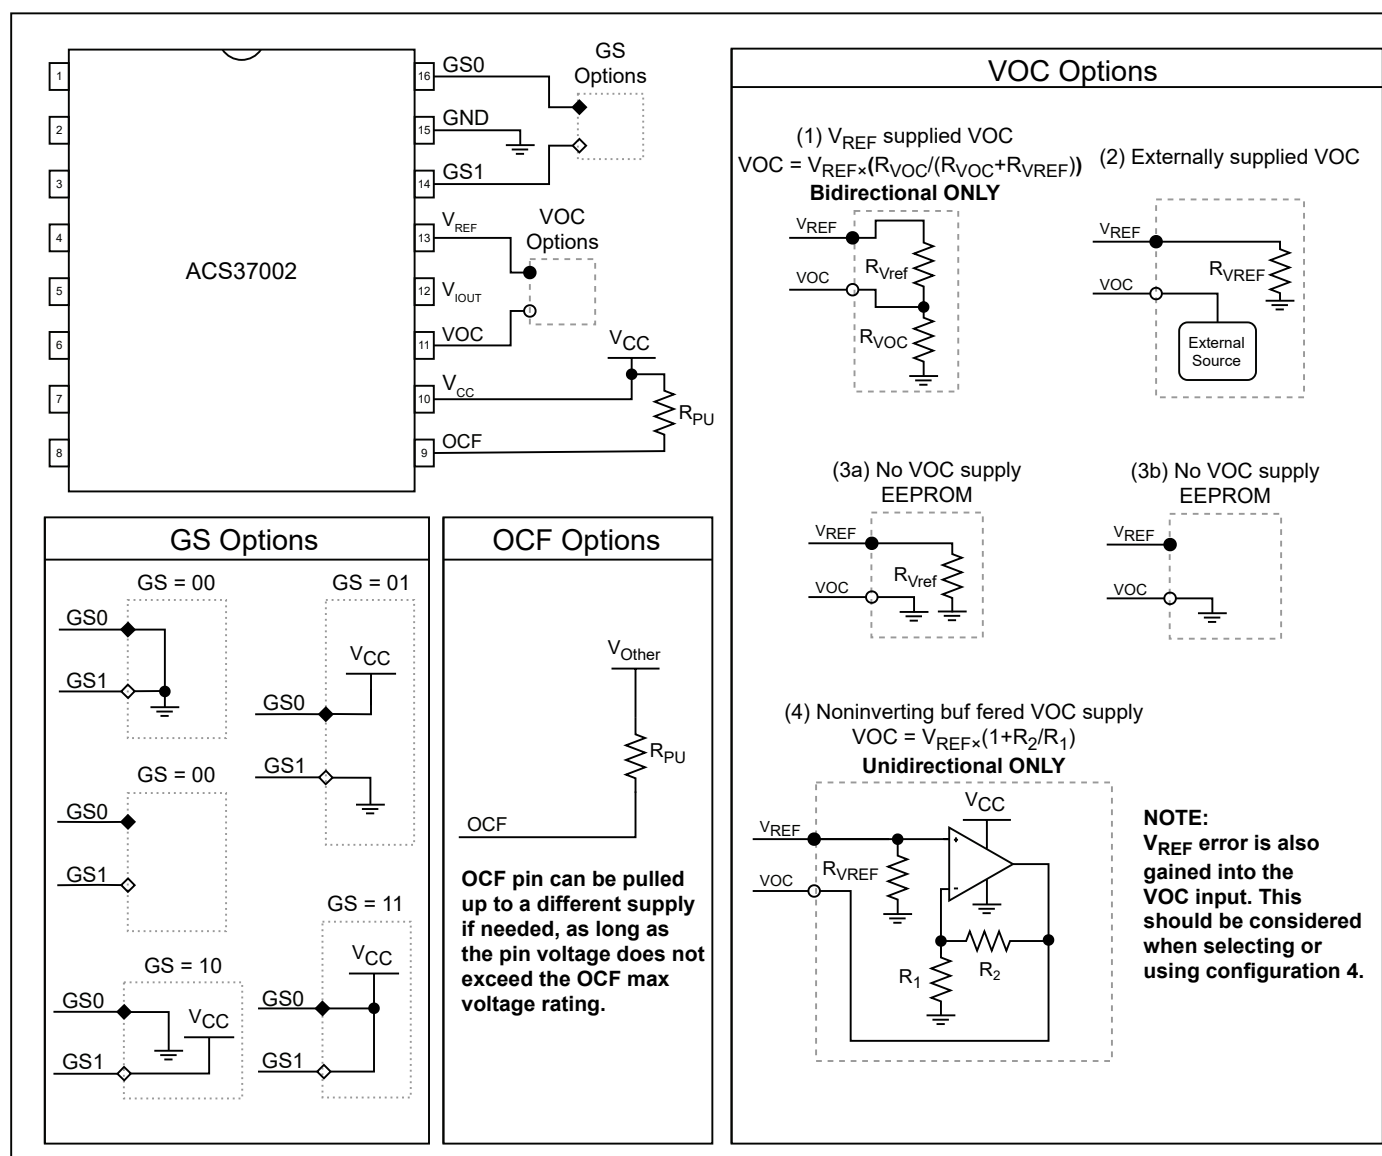 1
2
3
4
5
6
7
8
ACS37002
16 GS0
15 GND
14 GS1
13 VREF
12 VIOUT
11 VOC
10 VCC
9 OCF
GS
Options
VOC
Options
VCC
RPU
GS Options
GS = 00
GS0
GS1
GS = 01
VCC
GS0
GS1
GS = 00
GS0
GS1
GS = 10
GS0
VCC
GS1
GS = 11
VCC
GS0
GS1
OCF Options
VOther
RPU
OCF
OCF pin can be pulled
up to a different supply
if needed, as long as
the pin voltage does not
exceed the OCF max
voltage rating.
VOC Options
(1) VREF supplied VOC
VOC = VREF×(RVOC/(RVOC+RVREF))
Bidirectional ONLY
VREF
RVref
VOC
RVOC
(2) Externally supplied VOC
VREF
RVREF
VOC
External
Source
(3a) No VOC supply
EEPROM
VREF
RVref
VOC
(3b) No VOC supply
EEPROM
VREF
VOC
(4) Noninverting buf fered VOC supply
VOC = VREF×(1+R2/R1)
Unidirectional ONLY
VCC
VREF
+
RVREF
VOC
-
R1
R2
NOTE:
VREF error is also
gained into the
VOC input. This
should be considered
when selecting or
using configuration 4.